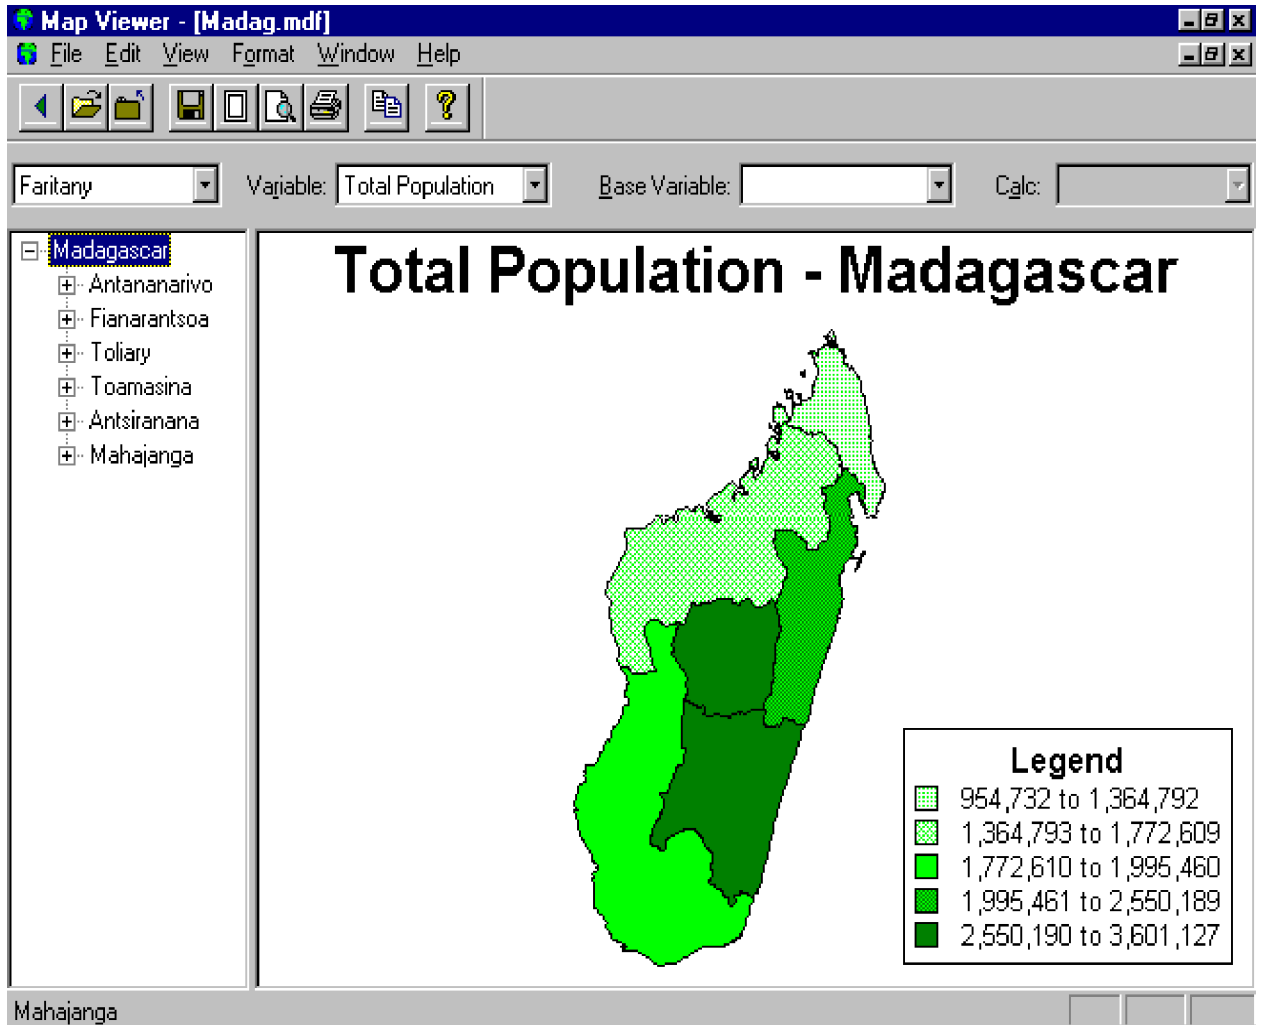 Map Viewer - [Madag.mdf]
File Edit View Format Window Help
Faritany Variable: Total Population Base Variable: Calc:
Madagascar
Antananarivo
Fianarantsoa
Toliary
Toamasina
Antsiranana
Mahajanga
Total Population - Madagascar
Legend
954,732 to 1,364,792
1,364,793 to 1,772,609
1,772,610 to 1,995,460
1,995,461 to 2,550,189
2,550,190 to 3,601,127
Mahajanga